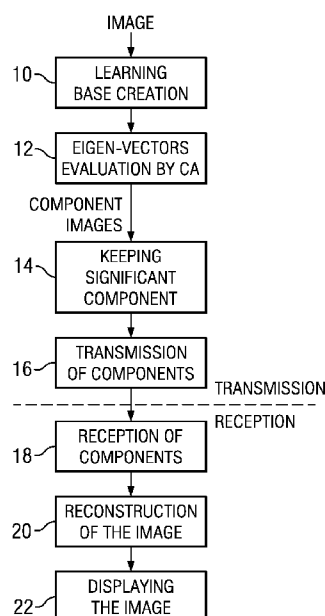 IMAGE
10
LEARNING
BASE CREATION
12
EIGEN-VECTORS
EVALUATION BY CA
COMPONENT
IMAGES
14
KEEPING
SIGNIFICANT
COMPONENT
16
TRANSMISSION
OF COMPONENTS
TRANSMISSION
RECEPTION
18
RECEPTION OF
COMPONENTS
20
RECONSTRUCTION
OF THE IMAGE
22
DISPLAYING
THE IMAGE